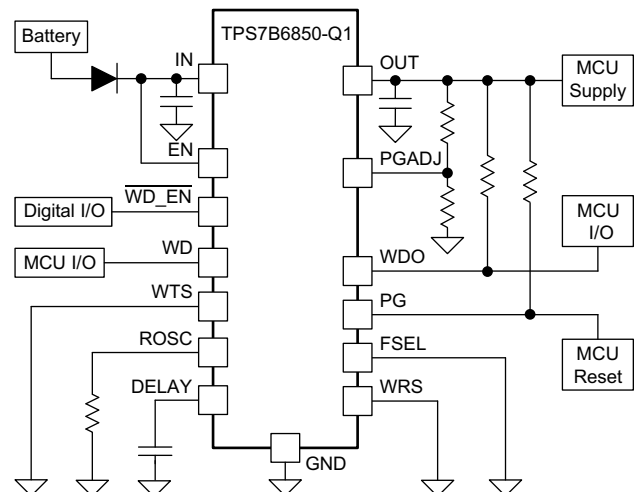 TPS7B6850-Q1
Battery
IN
EN
WD_EN
Digital I/O
WD
MCU I/O
WTS
ROSC
DELAY
GND
OUT
MCU
Supply
PGADJ
WDO
MCU
I/O
PG
FSEL
MCU
Reset
WRS